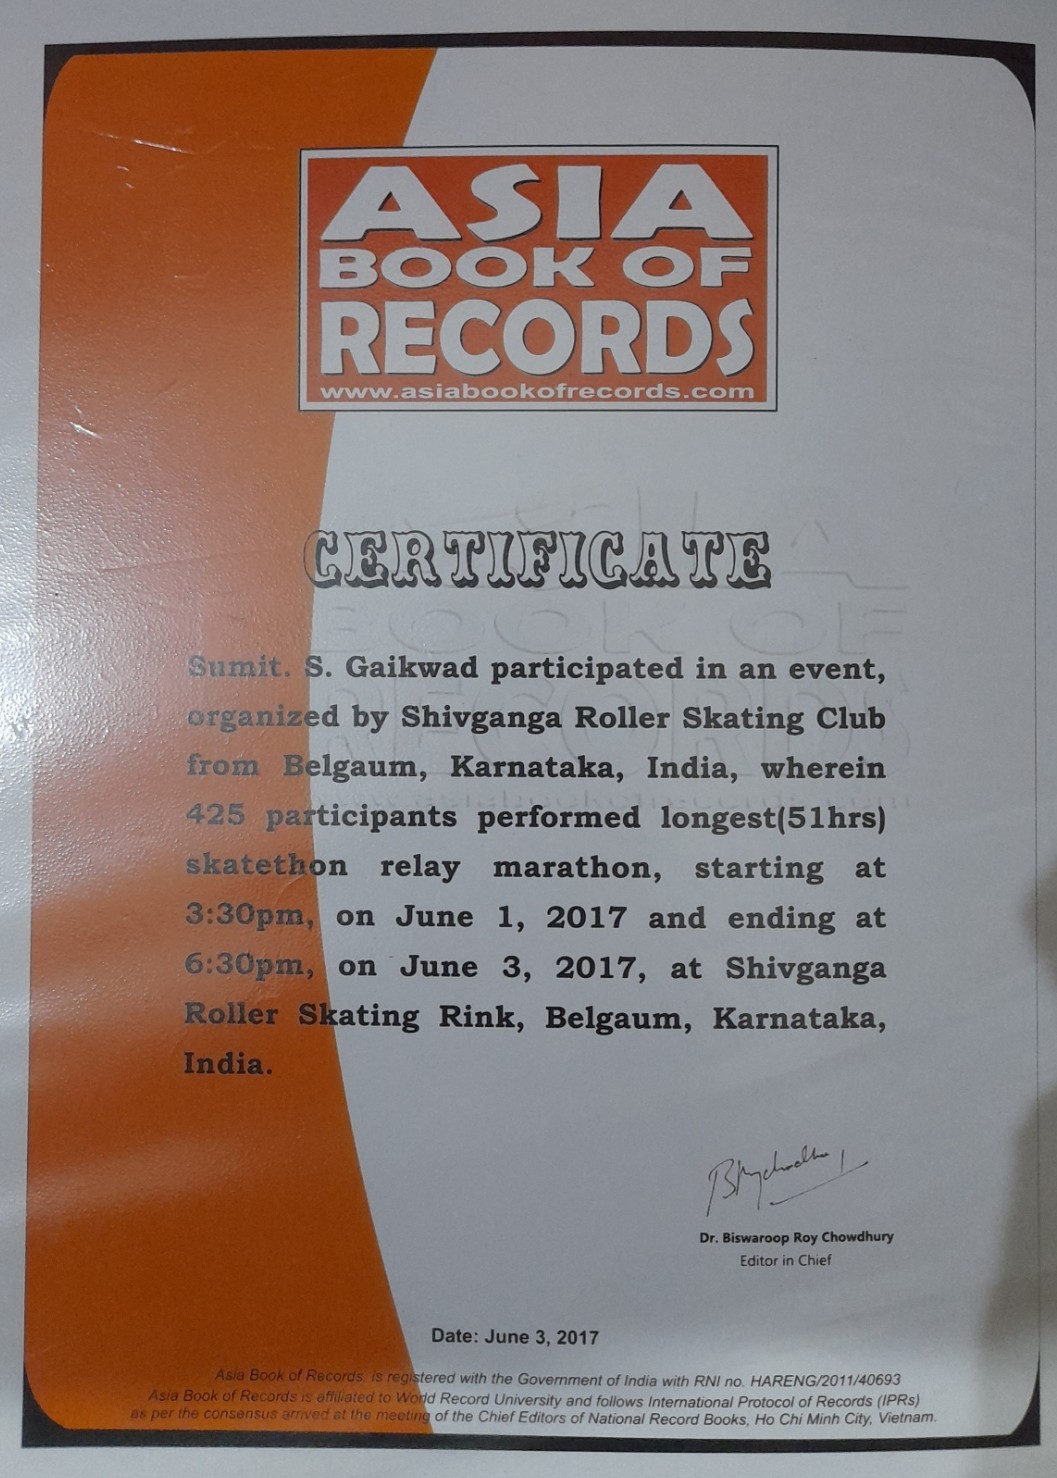 ASIA
BOOK OF
RECORDS
www.asiabookofrecords.com
CERTIFICATE
Sumit. S. Gaikwad participated in an event,
organized by Shivganga Roller Skating Club
from Belgaum, Karnataka, India, wherein
425 participants performed longest(51hrs)
skatethon relay marathon, starting at
3:30pm, on June 1, 2017 and ending at
6:30pm, on June 3, 2017, at Shivganga
Roller Skating Rink, Belgaum, Karnataka,
India.
Dr. Biswaroop Roy Chowdhury
Editor in Chief
Date: June 3, 2017
Asia Book of Records, is registered with the Government of India with RNI no. HARENG/2011/40693
Asia Book of Records is affiliated to World Record University and follows International Protocol of Records (IPRs)
as per the consensus arrived at the meeting of the Chief Editors of National Record Books, Ho Chi Minh City, Vietnam.